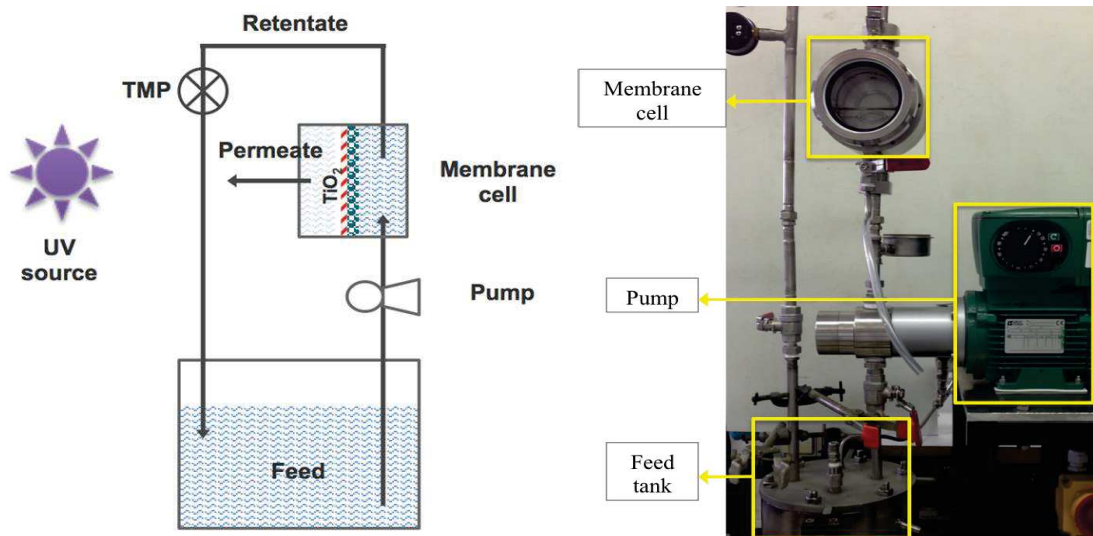 Retentate
TMP
Permeate
TiO2
Membrane
cell
UV
source
Pump
Feed
Membrane
cell
Pump
Feed
tank